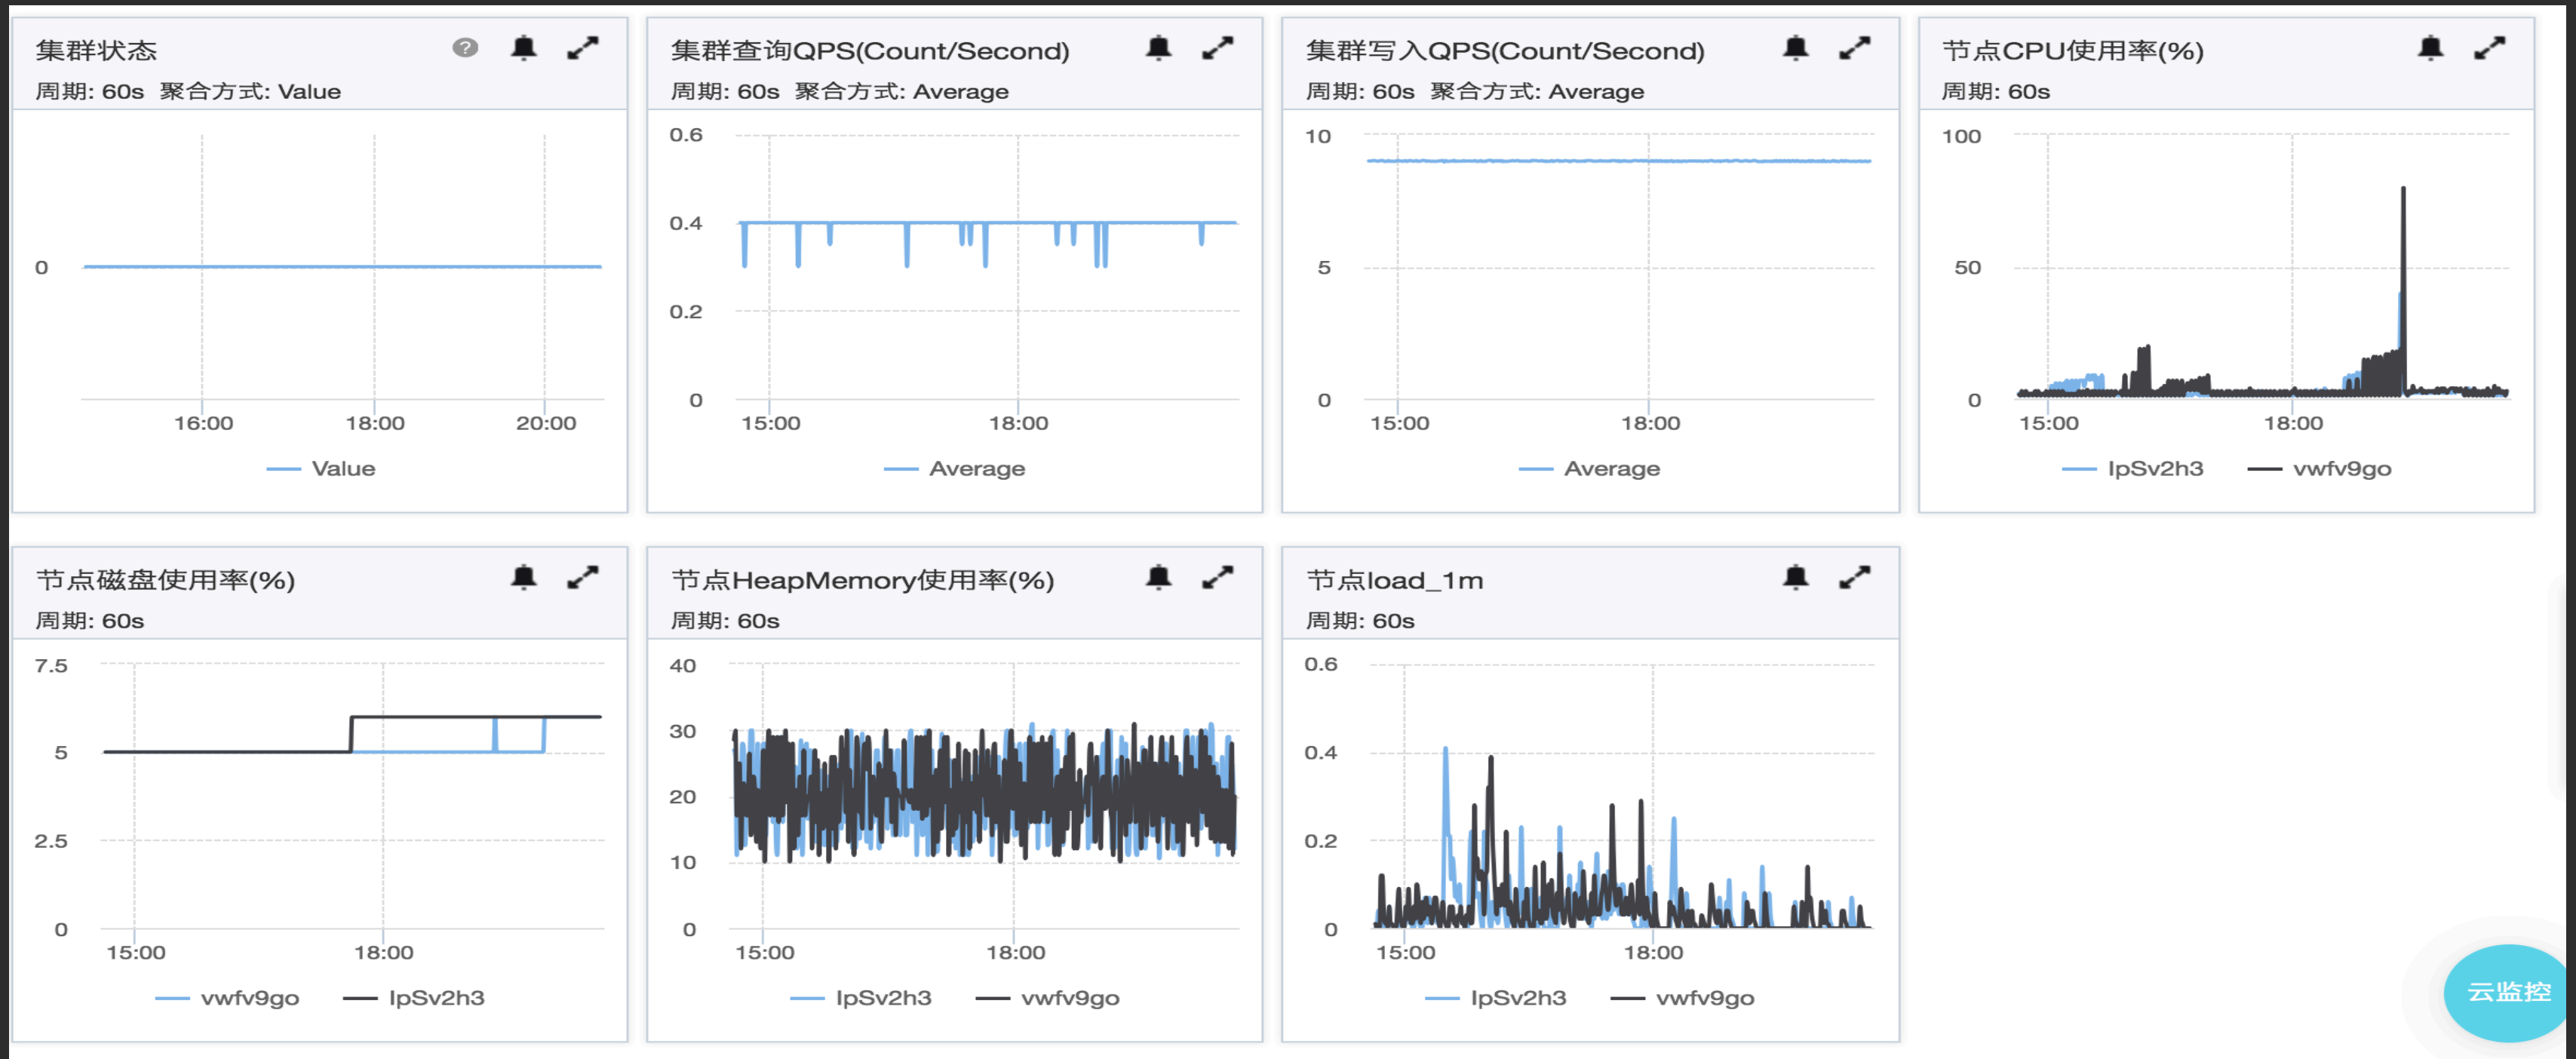 集群状态
周期: 60s 聚合方式: Value
0
16:00 18:00 20:00
Value
集群查询QPS(Count/Second)
周期: 60s 聚合方式: Average
0.6
0.4
0.2
0
15:00 18:00
Average
集群写入QPS(Count/Second)
周期: 60s 聚合方式: Average
10
5
0
15:00 18:00
Average
节点CPU使用率(%)
周期: 60s
100
50
0
15:00 18:00
lpSv2h3 vwfv9go
节点磁盘使用率(%)
周期: 60s
7.5
5
2.5
0
15:00 18:00
vwfv9go lpSv2h3
节点HeapMemory使用率(%)
周期: 60s
40
30
20
10
0
15:00 18:00
lpSv2h3 vwfv9go
节点load_1m
周期: 60s
0.6
0.4
0.2
0
15:00 18:00
lpSv2h3 vwfv9go
云监控